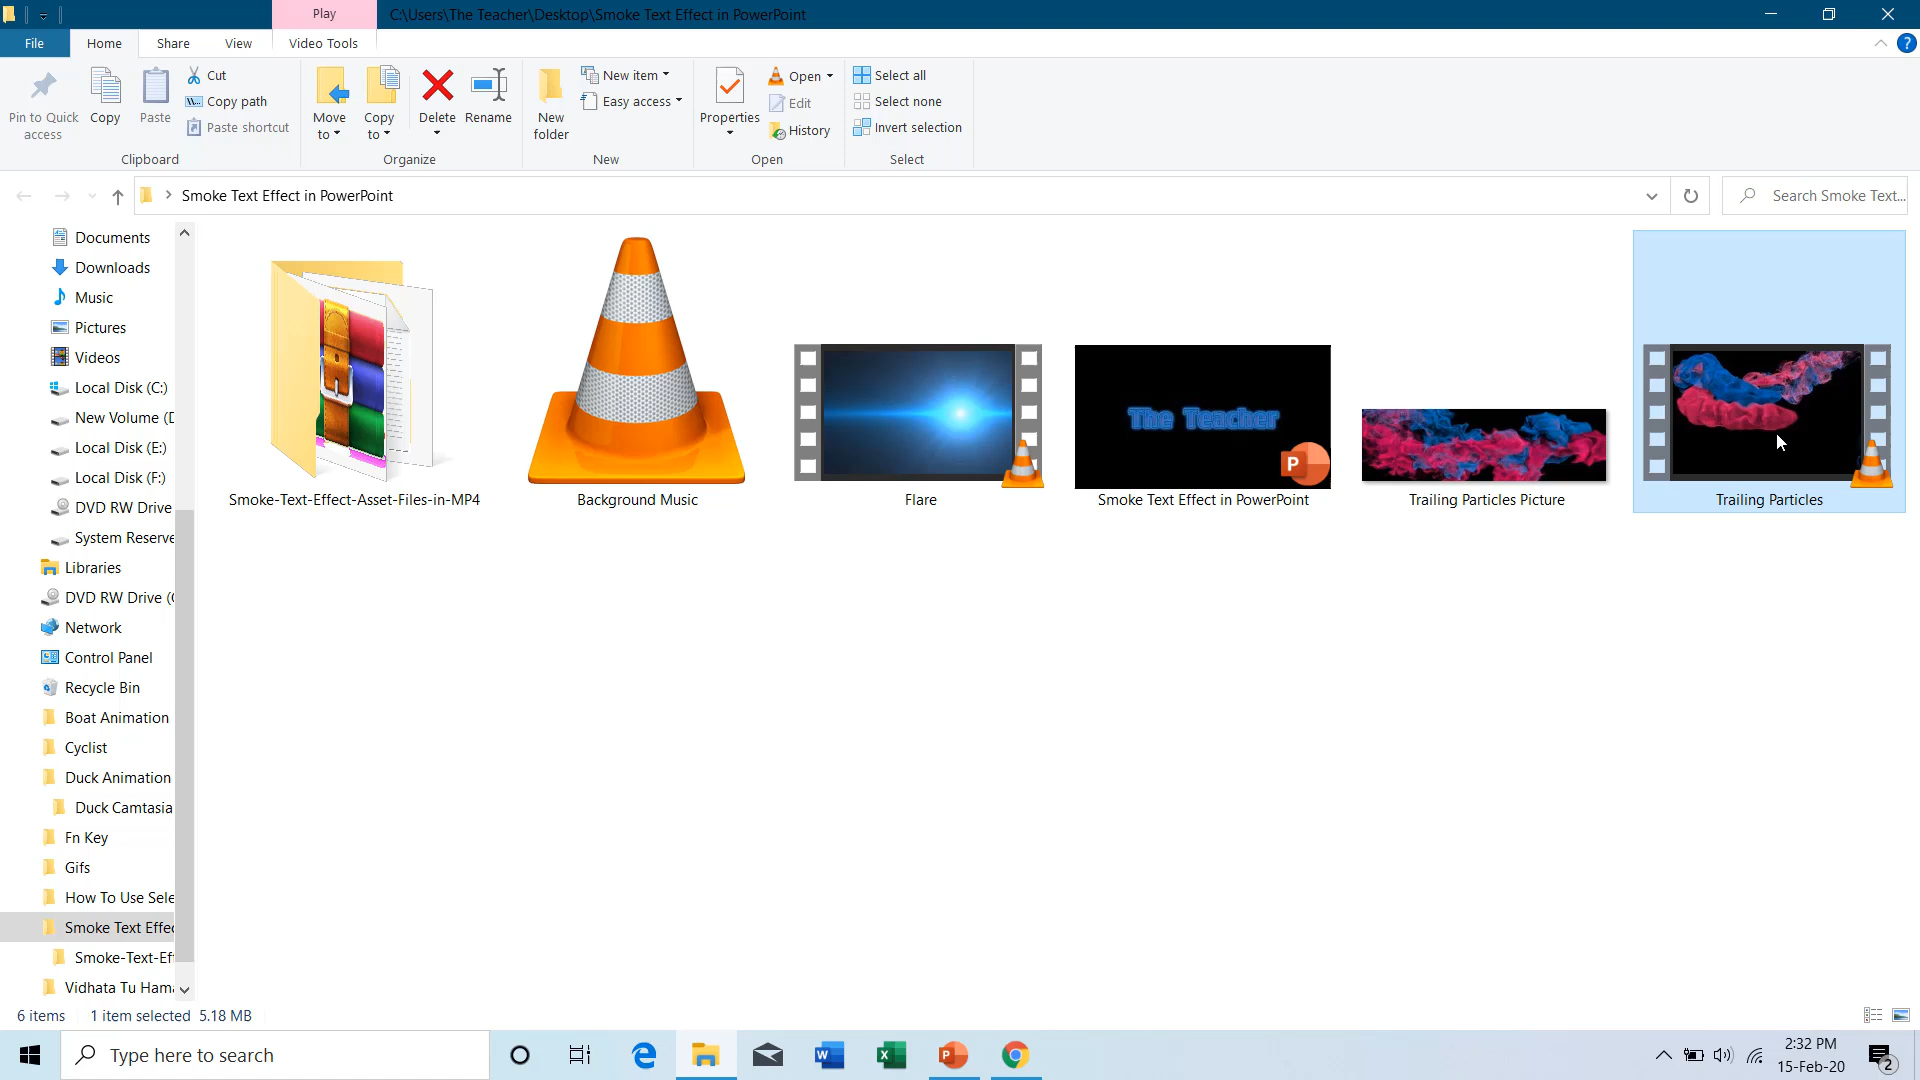 Play
C:\Users\The Teacher\Desktop\Smoke Text Effect in PowerPoint
File
Home
Share
View
Video Tools
Pin to Quick access
Copy
Paste
Cut
Copy path
Paste shortcut
Clipboard
Move to
Copy to
Delete
Rename
Organize
New folder
New item
Easy access
New
Properties
Open
Edit
History
Open
Select all
Select none
Invert selection
Select
Smoke Text Effect in PowerPoint
Search Smoke Text...
Documents
Downloads
Music
Pictures
Videos
Local Disk (C:)
New Volume (D
Local Disk (E:)
Local Disk (F:)
DVD RW Drive
System Reserve
Libraries
DVD RW Drive (
Network
Control Panel
Recycle Bin
Boat Animation
Cyclist
Duck Animation
Duck Camtasia
Fn Key
Gifs
How To Use Sele
Smoke Text Effec
Smoke-Text-Ef
Vidhata Tu Hama
Smoke-Text-Effect-Asset-Files-in-MP4
Background Music
Flare
The Teacher
P
Smoke Text Effect in PowerPoint
Trailing Particles Picture
Trailing Particles
6 items
1 item selected 5.18 MB
Type here to search
2:32 PM
15-Feb-20
2